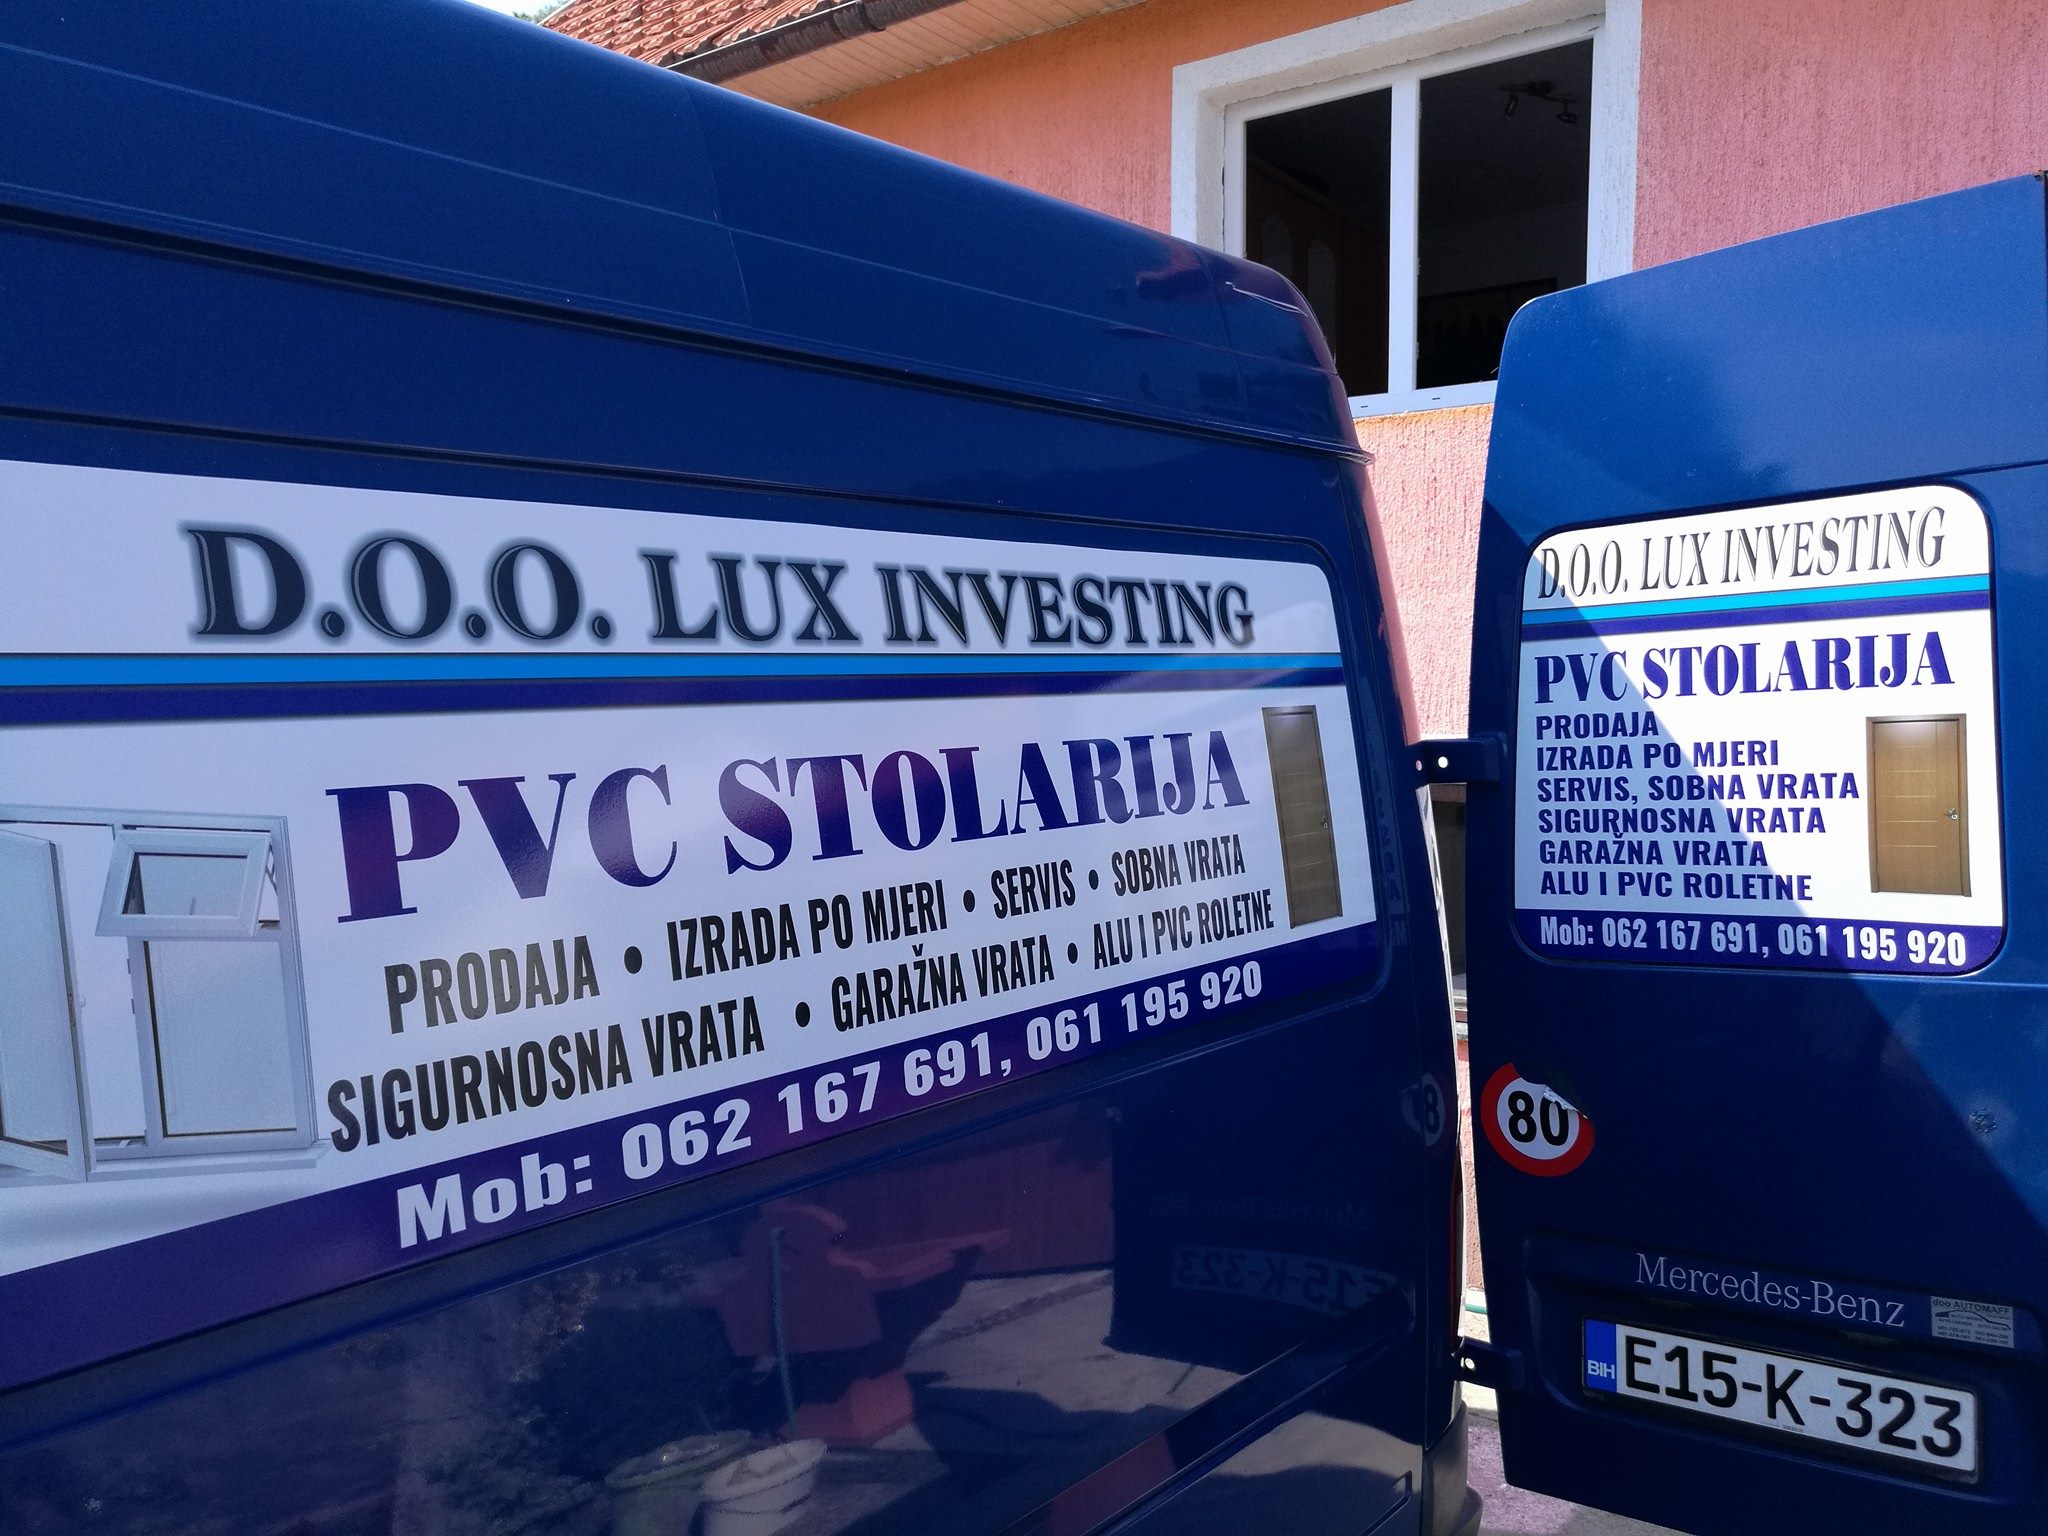 D.O.O. LUX INVESTING
PVC STOLARIJA
PRODAJA • IZRADA PO MJERI • SERVIS • SOBNA VRATA
SIGURNOSNA VRATA • GARAŽNA VRATA • ALU I PVC ROLETNE
Mob: 062 167 691, 061 195 920
D.O.O. LUX INVESTING
PVC STOLARIJA
PRODAJA
IZRADA PO MJERI
SERVIS, SOBNA VRATA
SIGURNOSNA VRATA
GARAŽNA VRATA
ALU I PVC ROLETNE
Mob: 062 167 691, 061 195 920
80
Mercedes-Benz
doo AUTOMAFF
BIH E15-K-323